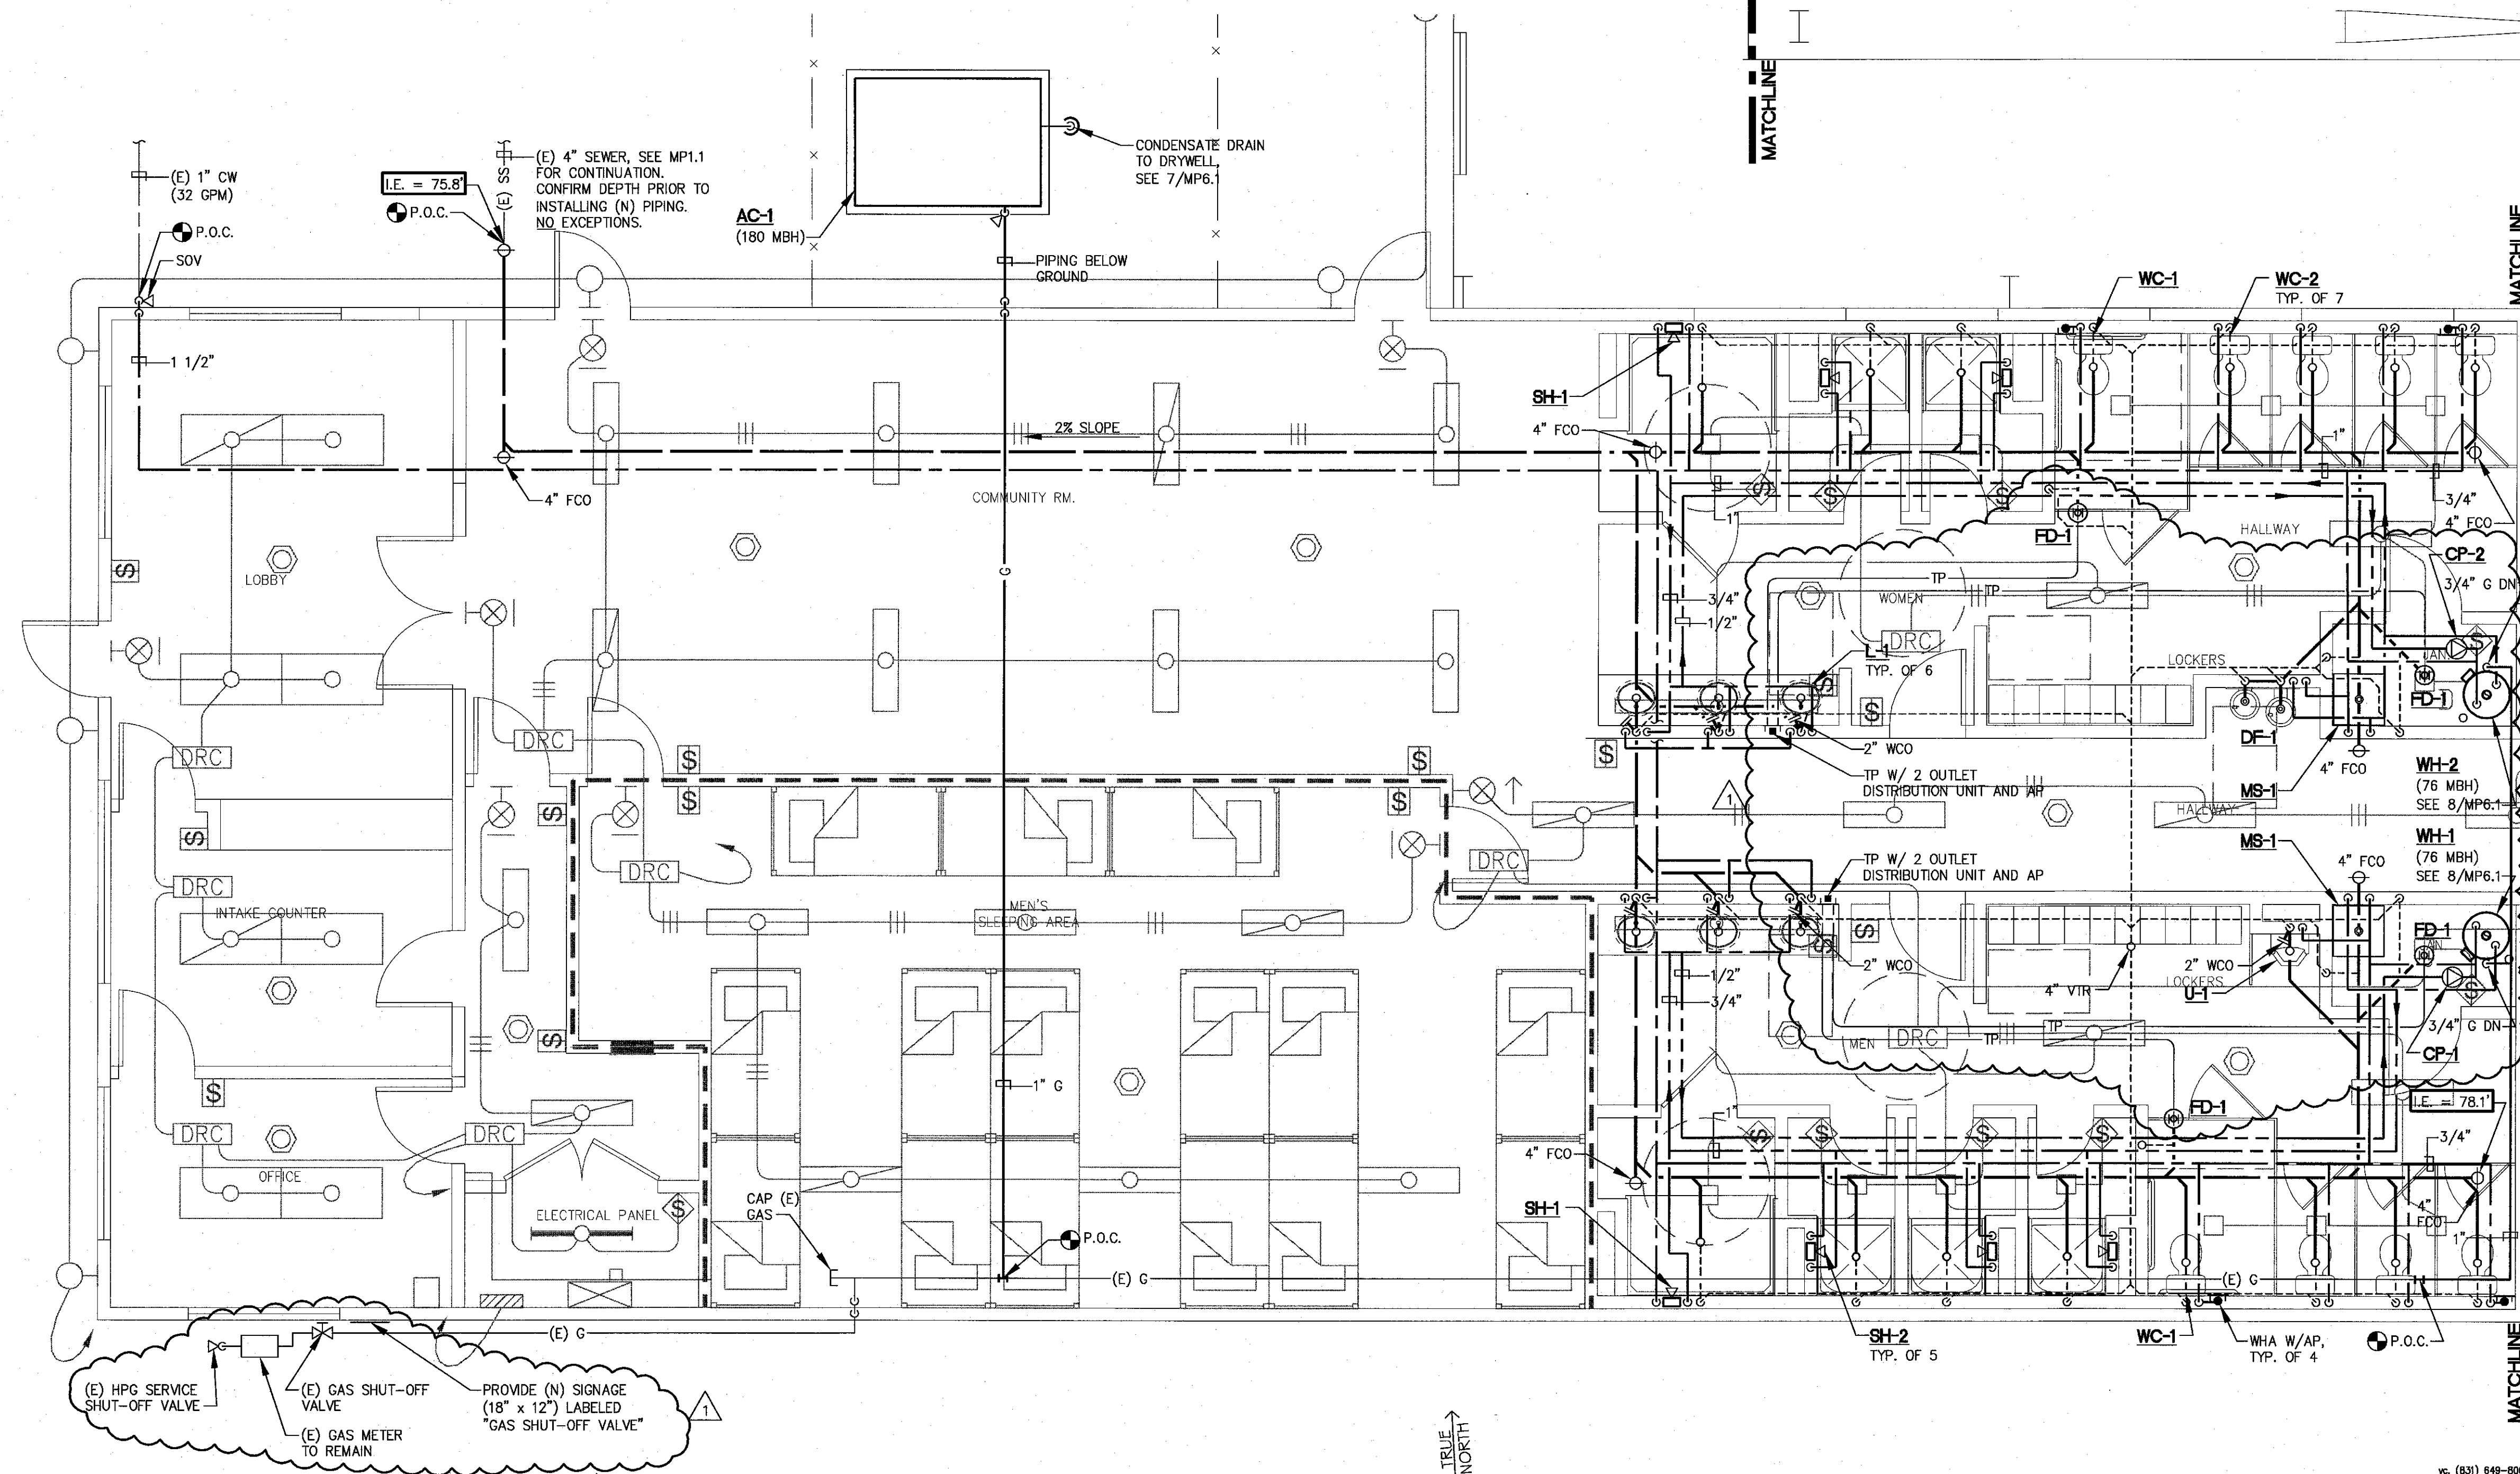 MATCHLINE
MATCHLINE
(E) 1" CW
(32 GPM)
P.O.C.
SOV
1 1/2"
I.E. = 75.8'
P.O.C.
(E) SS
(E) 4" SEWER, SEE MP1.1
FOR CONTINUATION.
CONFIRM DEPTH PRIOR TO
INSTALLING (N) PIPING.
NO EXCEPTIONS.
AC-1
(180 MBH)
CONDENSATE DRAIN
TO DRYWELL,
SEE 7/MP6.1
PIPING BELOW
GROUND
WC-1
WC-2
TYP. OF 7
SH-1
4" FCO
2% SLOPE
4" FCO
COMMUNITY RM.
1"
3/4"
4" FCO
1"
FD-1
HALLWAY
CP-2
3/4" G DN
LOBBY
G
S
TP
TP
WOMEN
3/4"
1/2"
DRC
L-1
TYP. OF 6
LOCKERS
JAN.
FD-1
DF-1
DRC
DRC
S
S
S
S
2" WCO
4" FCO
TP W/ 2 OUTLET
DISTRIBUTION UNIT AND AP
WH-2
(76 MBH)
SEE 8/MP6.1
MS-1
1
HALLWAY
S
S
S
S
DRC
DRC
DRC
MS-1
4" FCO
WH-1
(76 MBH)
SEE 8/MP6.1
TP W/ 2 OUTLET
DISTRIBUTION UNIT AND AP
INTAKE COUNTER
MEN'S
SLEEPING AREA
FD-1
2" WCO
2" WCO
U-1
LOCKERS
4" VTR
1/2"
3/4"
3/4" G DN
CP-1
MEN
DRC
TP
TP
S
1" G
I.E. = 78.1'
FD-1
1"
3/4"
4" FCO
S
DRC
DRC
OFFICE
ELECTRICAL PANEL
S
CAP (E)
GAS
P.O.C.
SH-1
4"
FCO
1"
(E) G
(E) G
(E) G
SH-2
TYP. OF 5
WC-1
WHA W/AP,
TYP. OF 4
P.O.C.
MATCHLINE
(E) HPG SERVICE
SHUT-OFF VALVE
(E) GAS SHUT-OFF
VALVE
(E) GAS METER
TO REMAIN
PROVIDE (N) SIGNAGE
(18" x 12") LABELED
"GAS SHUT-OFF VALVE"
1
TRUE
NORTH